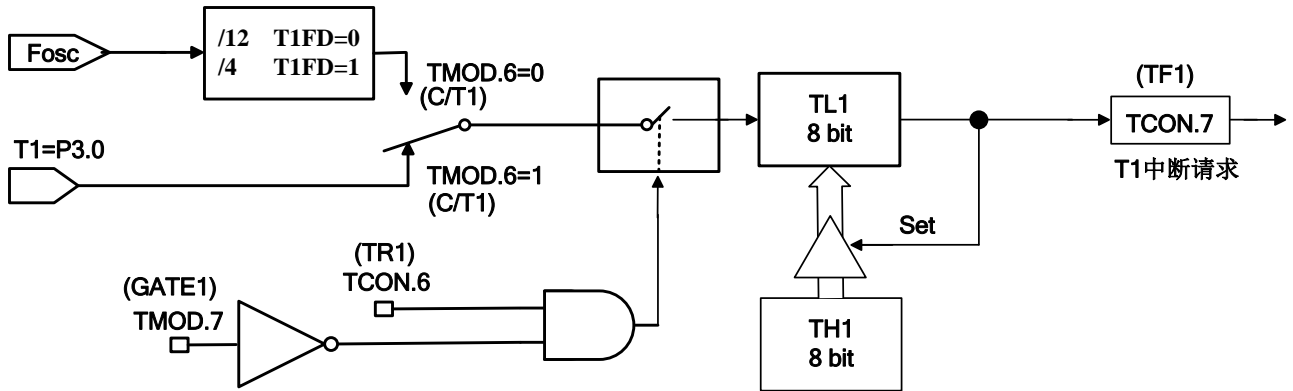 Fosc
/12 T1FD=0
/4 T1FD=1
TMOD.6=0
(C/T1)
T1=P3.0
TMOD.6=1
(C/T1)
TL1
8 bit
(TF1)
TCON.7
T1中断请求
Set
(TR1)
TCON.6
(GATE1)
TMOD.7
TH1
8 bit